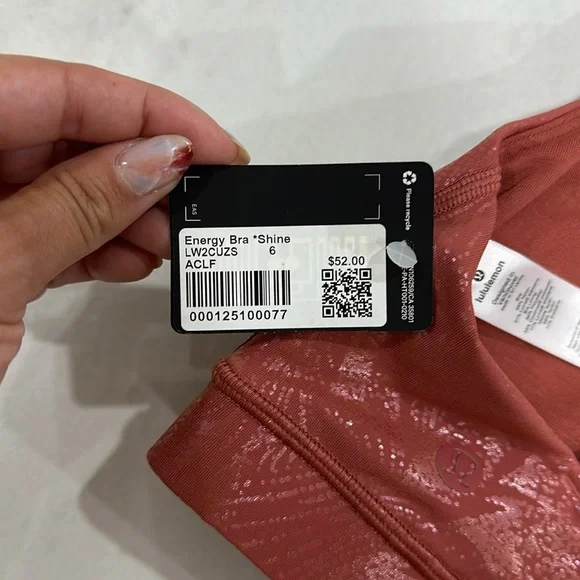 EAS
Please recycle
Energy Bra *Shine
LW2CUZS 6
ACLF
$52.00
000125100077
lululemon